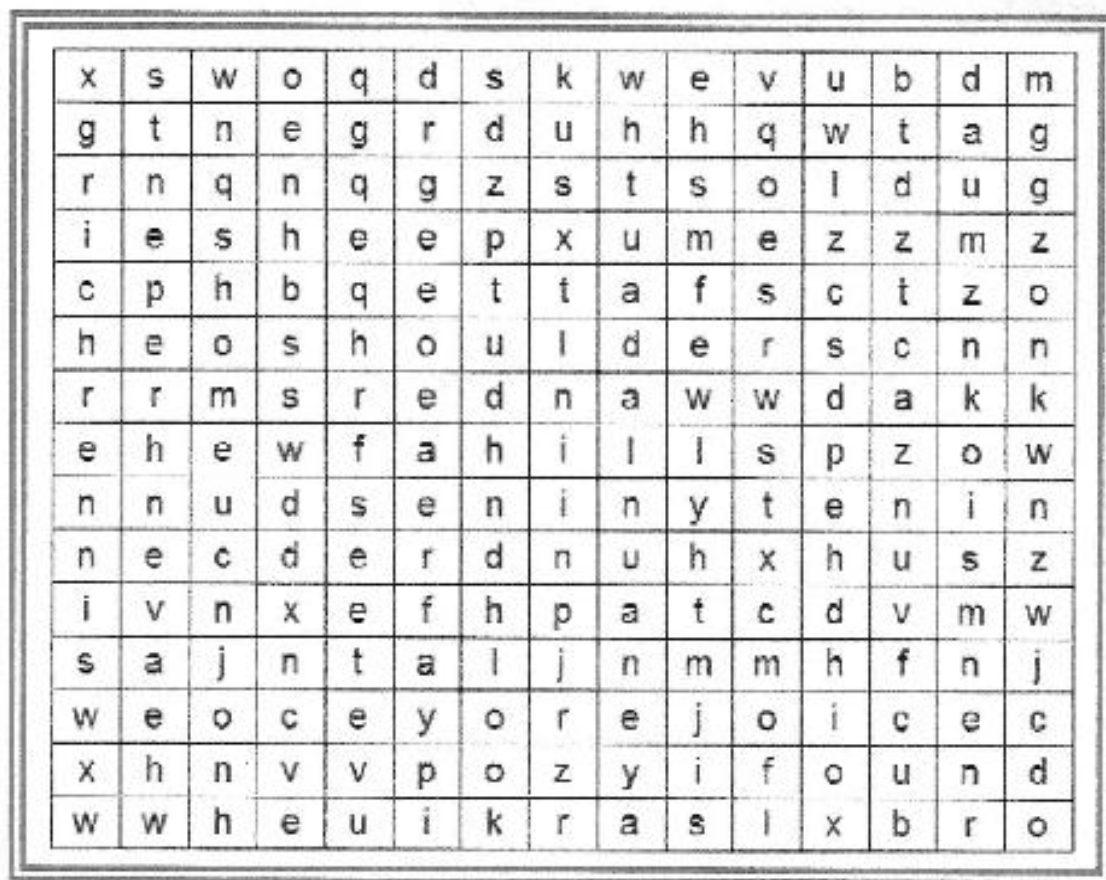 x s w o q d s k w e v u b d m
g t n e g r d u h h q w t a g
r n q n q g z s t s o l d u g
i e s h e e p x u m e z z m z
c p h b q e t t a f s c t z o
h e o s h o u l d e r s c n n
r r m s r e d n a w w d a k k
e h e w f a h i l l s p z o w
n n u d s e n i n y t e n i n
n e c d e r d n u h x h u s z
i v n x e f h p a t c d v m w
s a j n t a l j n m m h f n j
w e o c e y o r e j o i c e c
x h n v v p o z y i f o u n d
w w h e u i k r a s l x b r o